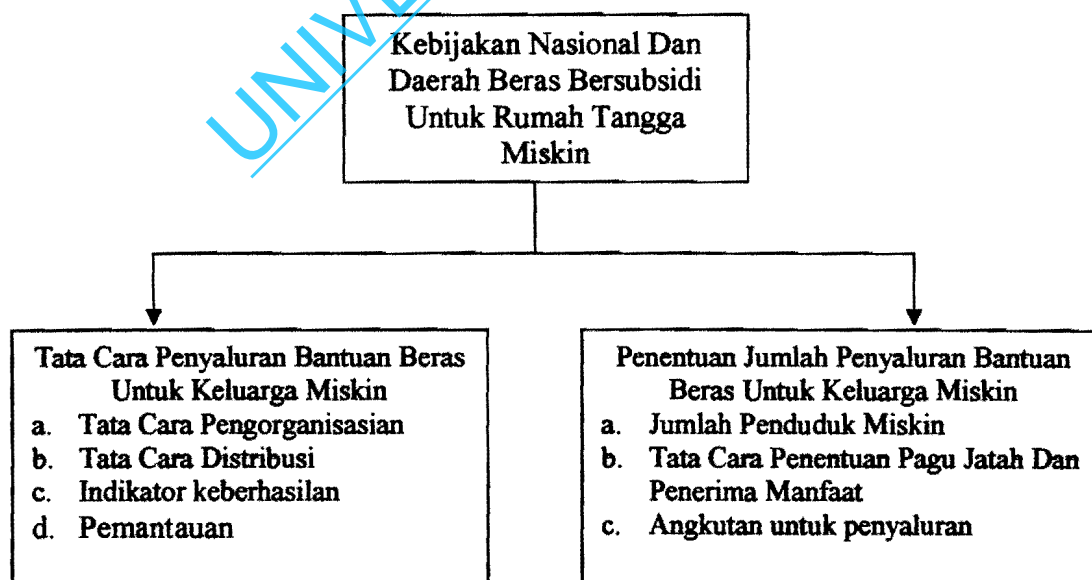 UNIVE
Kebijakan Nasional Dan
Daerah Beras Bersubsidi
Untuk Rumah Tangga
Miskin
Tata Cara Penyaluran Bantuan Beras
Untuk Keluarga Miskin
a. Tata Cara Pengorganisasian
b. Tata Cara Distribusi
c. Indikator keberhasilan
d. Pemantauan
Penentuan Jumlah Penyaluran Bantuan
Beras Untuk Keluarga Miskin
a. Jumlah Penduduk Miskin
b. Tata Cara Penentuan Pagu Jatah Dan
Penerima Manfaat
c. Angkutan untuk penyaluran